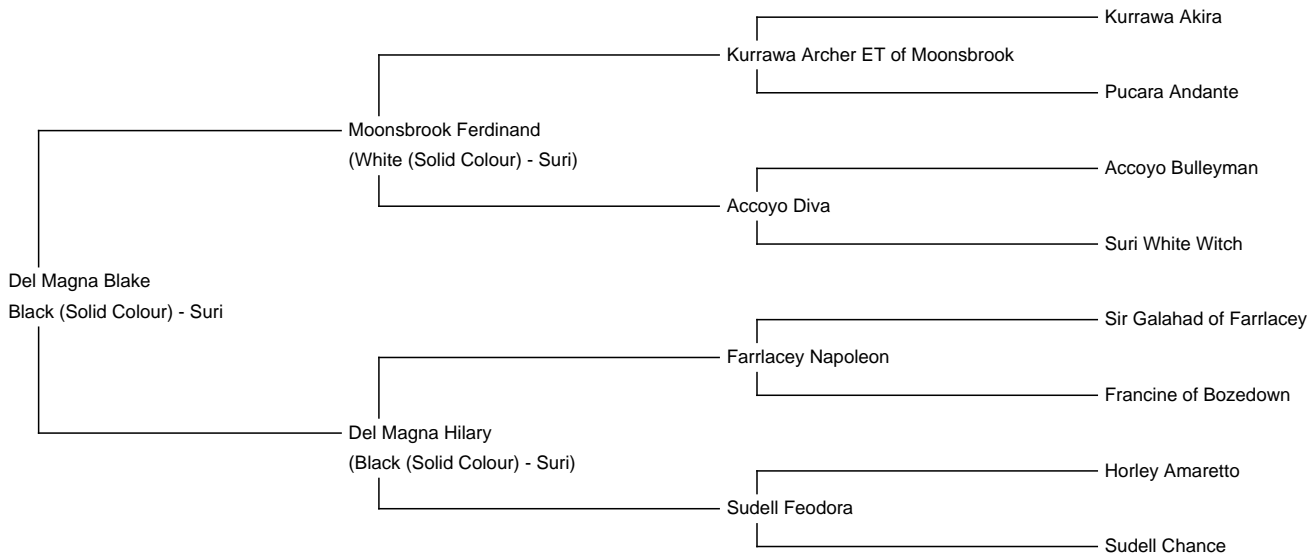 Kurrawa Akira
Kurrawa Archer ET of Moonsbrook
Pucara Andante
Moonsbrook Ferdinand
(White (Solid Colour) - Suri)
Accoyo Bulleyman
Accoyo Diva
Suri White Witch
Del Magna Blake
Black (Solid Colour) - Suri
Sir Galahad of Farrlacey
Farrlacey Napoleon
Francine of Bozedown
Del Magna Hilary
(Black (Solid Colour) - Suri)
Horley Amaretto
Sudell Feodora
Sudell Chance